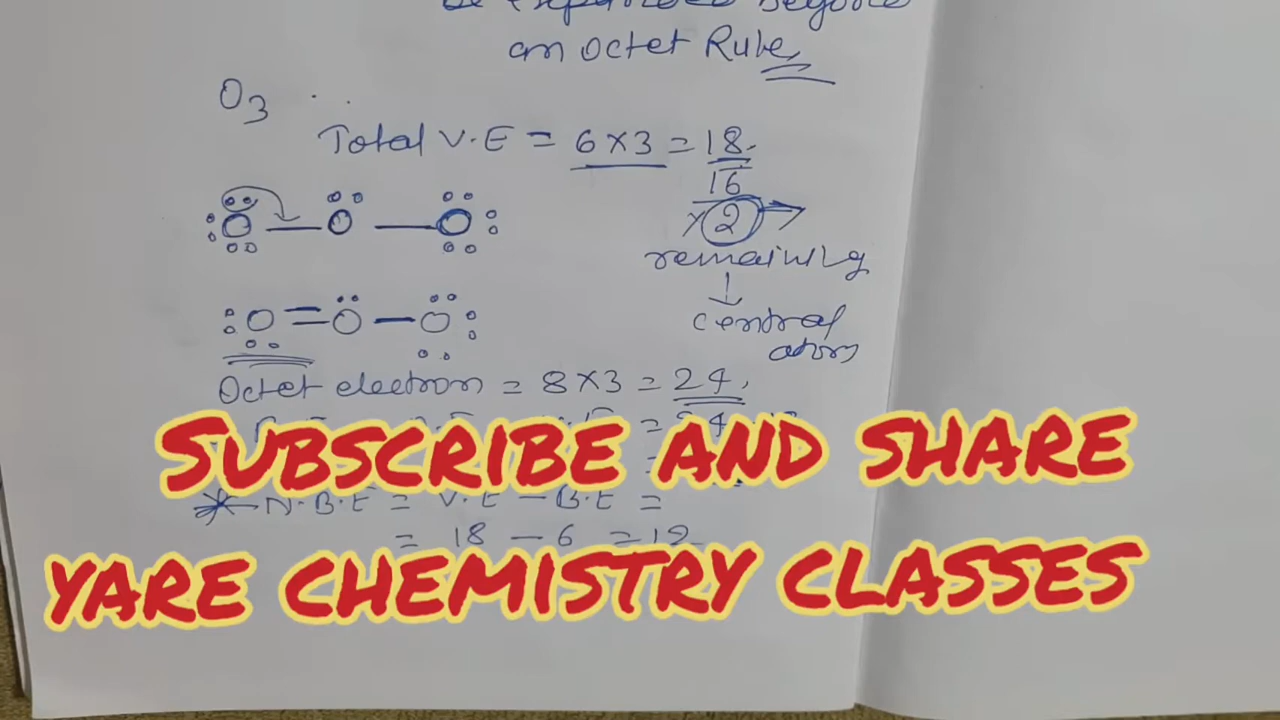 an octet Rule
O3
Total V.E = 6×3 = 18
16
2
remaining
central
atom
O — O — O
O = O — O
Octet electron = 8×3 = 24
SUBSCRIBE AND SHARE
N.B.E = V.E − B.E =
= 18 − 6 = 12
YARE CHEMISTRY CLASSES